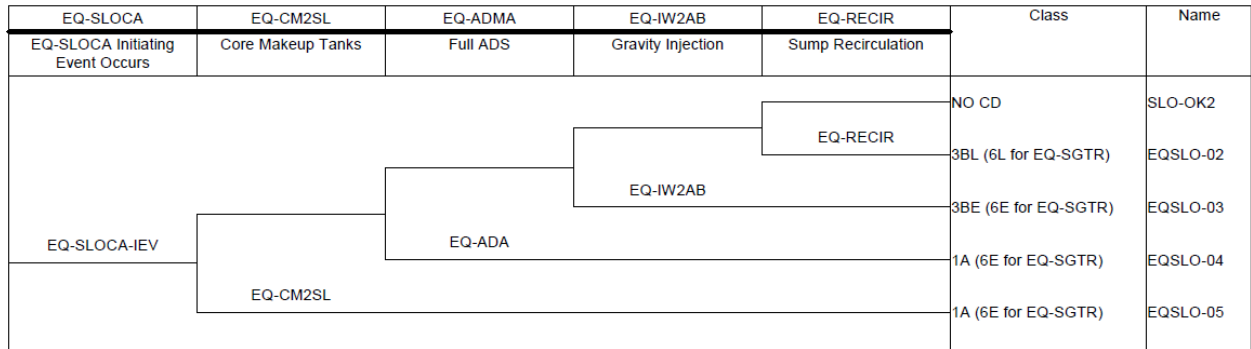 EQ-SLOCA EQ-CM2SL EQ-ADMA EQ-IW2AB EQ-RECIR Class Name
EQ-SLOCA Initiating Event Occurs Core Makeup Tanks Full ADS Gravity Injection Sump Recirculation
NO CD SLO-OK2
EQ-RECIR
3BL (6L for EQ-SGTR) EQSLO-02
EQ-IW2AB
3BE (6E for EQ-SGTR) EQSLO-03
EQ-SLOCA-IEV EQ-ADA
1A (6E for EQ-SGTR) EQSLO-04
EQ-CM2SL
1A (6E for EQ-SGTR) EQSLO-05